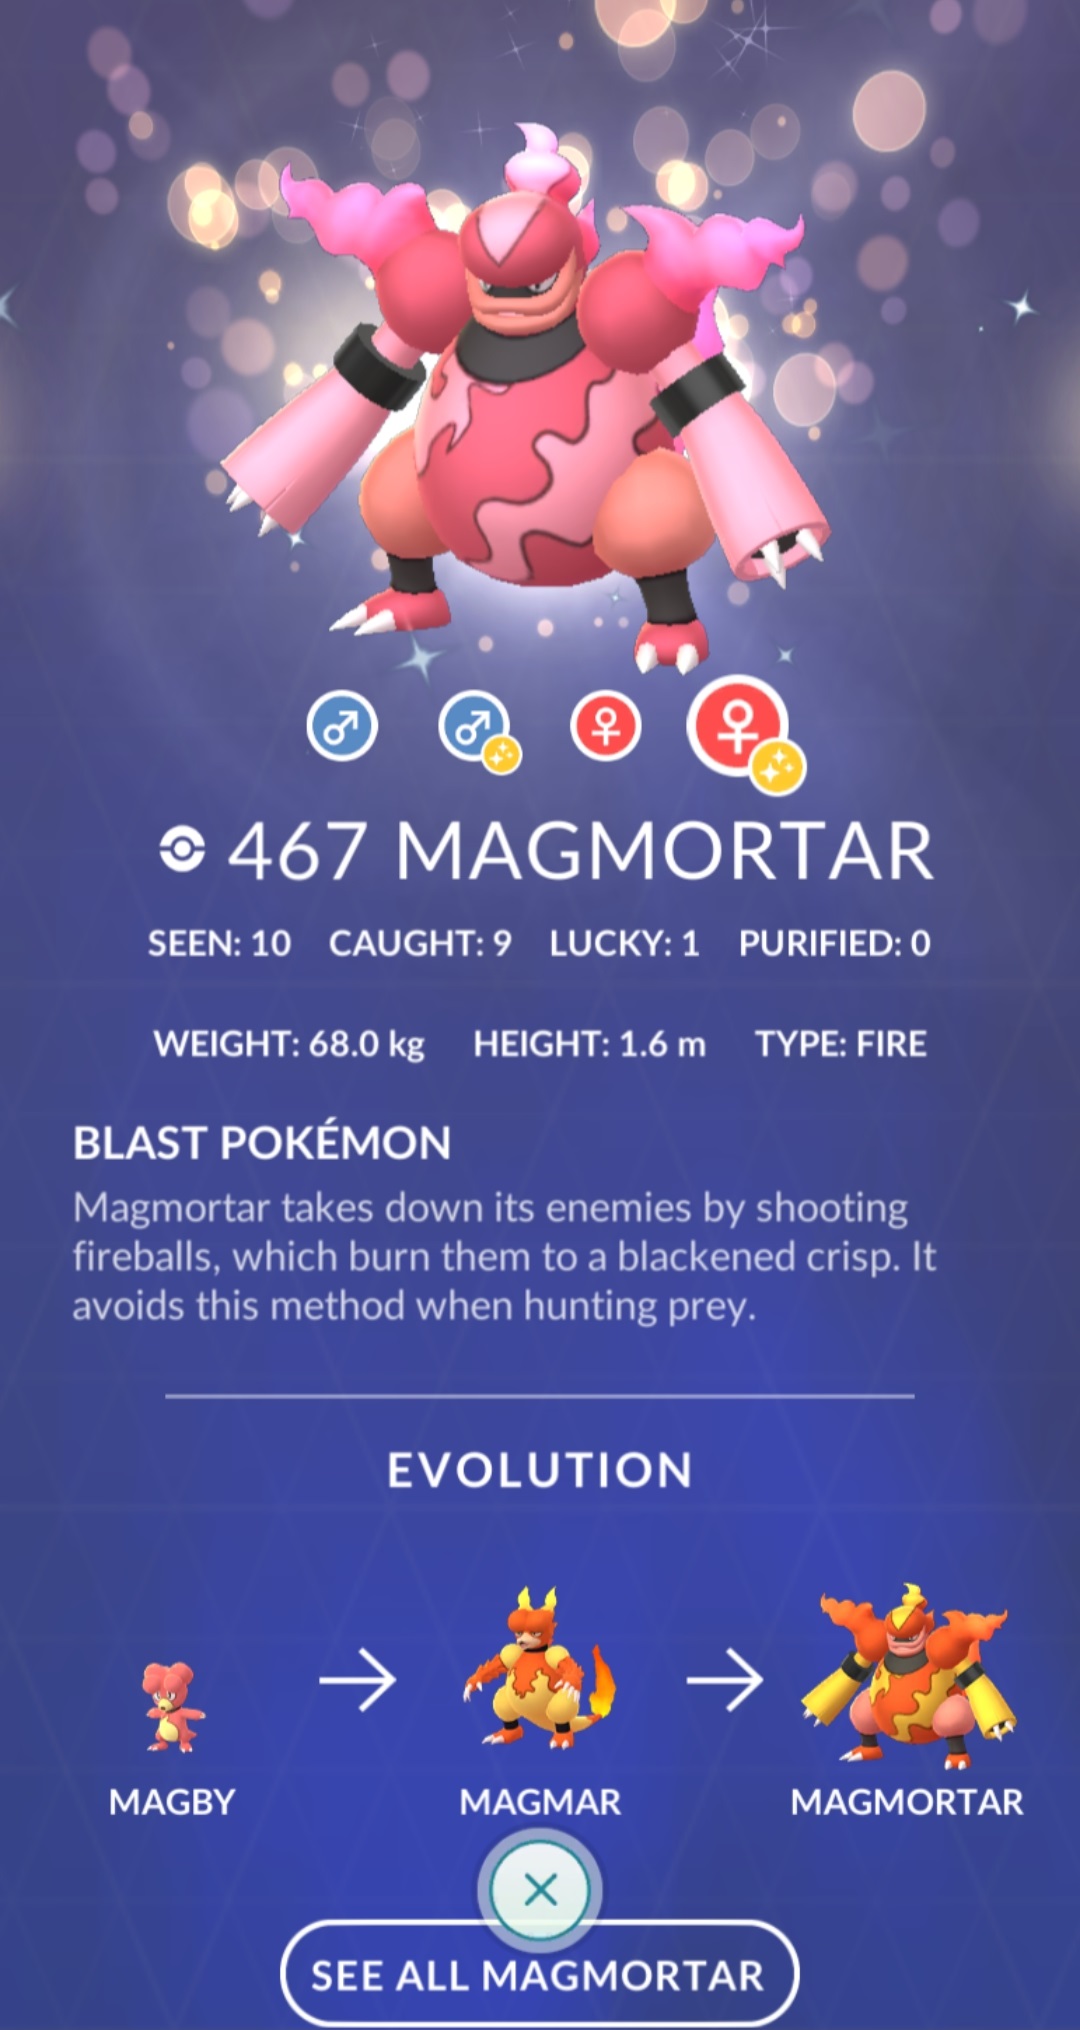 467 MAGMORTAR
SEEN: 10 CAUGHT: 9 LUCKY: 1 PURIFIED: 0
WEIGHT: 68.0 kg HEIGHT: 1.6 m TYPE: FIRE
BLAST POKÉMON
Magmortar takes down its enemies by shooting
fireballs, which burn them to a blackened crisp. It
avoids this method when hunting prey.
EVOLUTION
MAGBY MAGMAR MAGMORTAR
SEE ALL MAGMORTAR